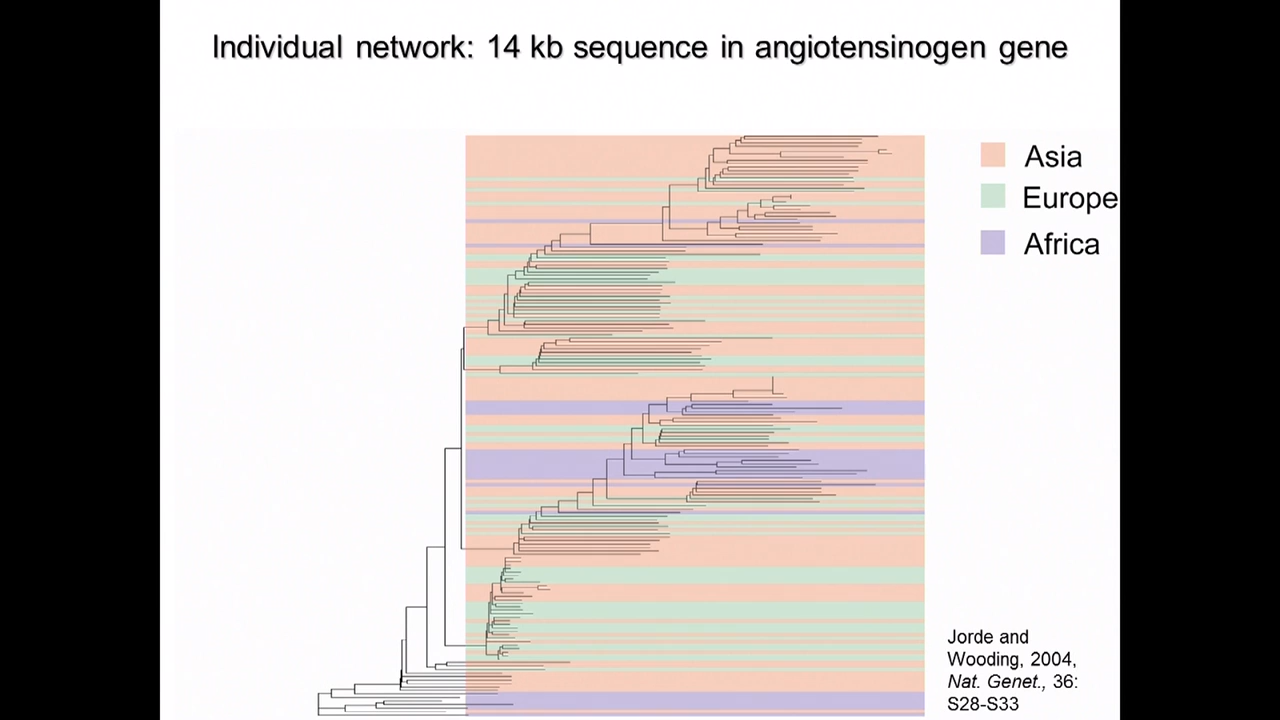 Individual network: 14 kb sequence in angiotensinogen gene
Asia
Europe
Africa
Jorde and
Wooding, 2004,
Nat. Genet., 36:
S28-S33